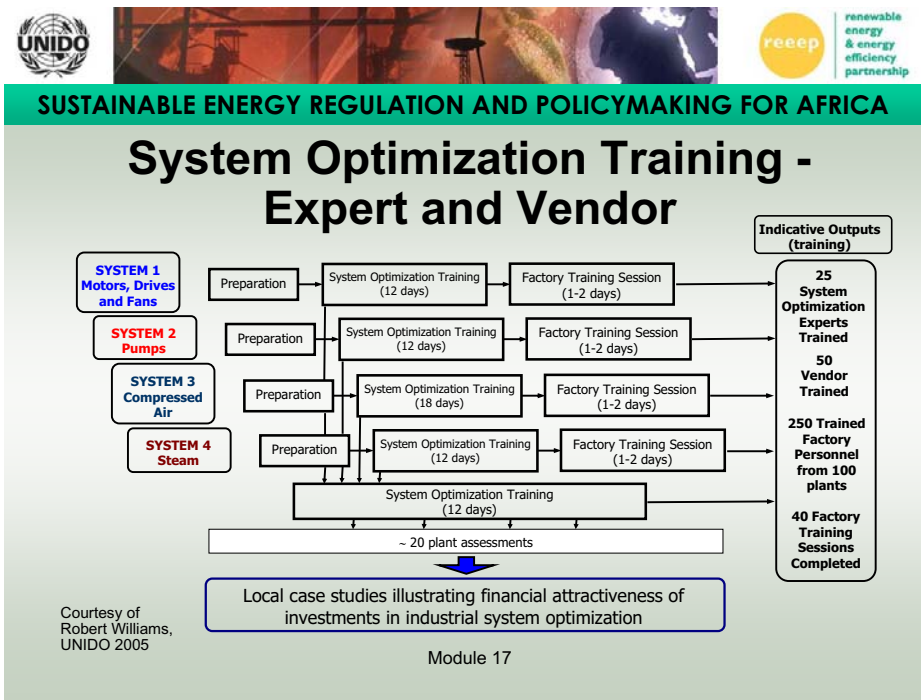 UNIDO
reeep
renewable
energy
& energy
efficiency
partnership
SUSTAINABLE ENERGY REGULATION AND POLICYMAKING FOR AFRICA
System Optimization Training -
Expert and Vendor
Indicative Outputs
(training)
SYSTEM 1
Motors, Drives
and Fans
Preparation
System Optimization Training
(12 days)
Factory Training Session
(1-2 days)
SYSTEM 2
Pumps
Preparation
System Optimization Training
(12 days)
Factory Training Session
(1-2 days)
SYSTEM 3
Compressed
Air
Preparation
System Optimization Training
(18 days)
Factory Training Session
(1-2 days)
SYSTEM 4
Steam
Preparation
System Optimization Training
(12 days)
Factory Training Session
(1-2 days)
System Optimization Training
(12 days)
25
System
Optimization
Experts
Trained
50
Vendor
Trained
250 Trained
Factory
Personnel
from 100
plants
40 Factory
Training
Sessions
Completed
~ 20 plant assessments
Local case studies illustrating financial attractiveness of
investments in industrial system optimization
Courtesy of
Robert Williams,
UNIDO 2005
Module 17